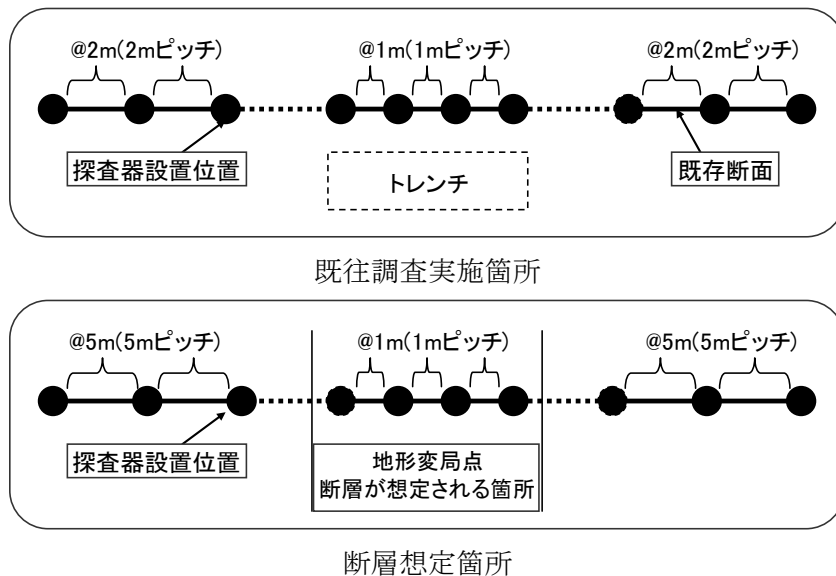 @2m(2mピッチ)
@1m(1mピッチ)
@2m(2mピッチ)
探査器設置位置
トレンチ
既存断面
既往調査実施箇所
@5m(5mピッチ)
@1m(1mピッチ)
@5m(5mピッチ)
探査器設置位置
地形変局点
断層が想定される箇所
断層想定箇所